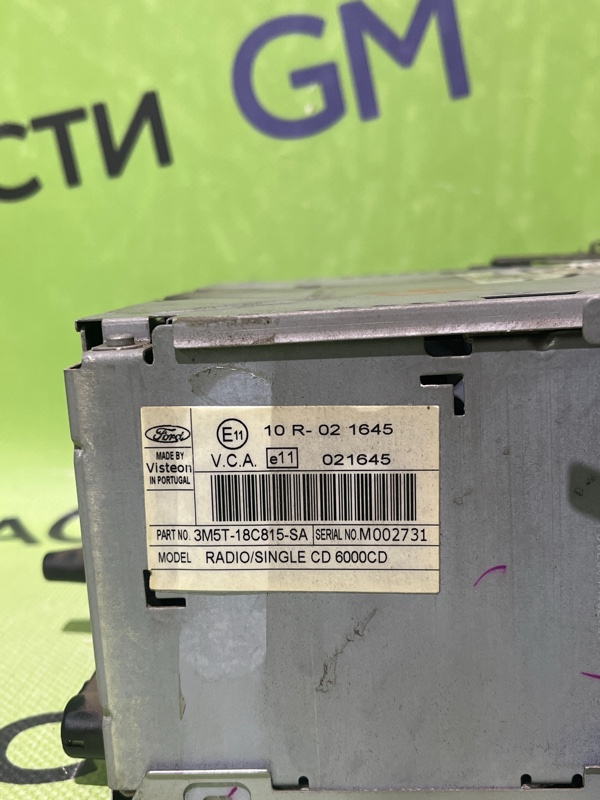 GM
СТИ
Ford
MADE BY
Visteon
IN PORTUGAL
E11 10 R- 02 1645
V.C.A. e11 021645
PART NO. 3M5T-18C815-SA SERIAL NO. M002731
MODEL RADIO/SINGLE CD 6000CD